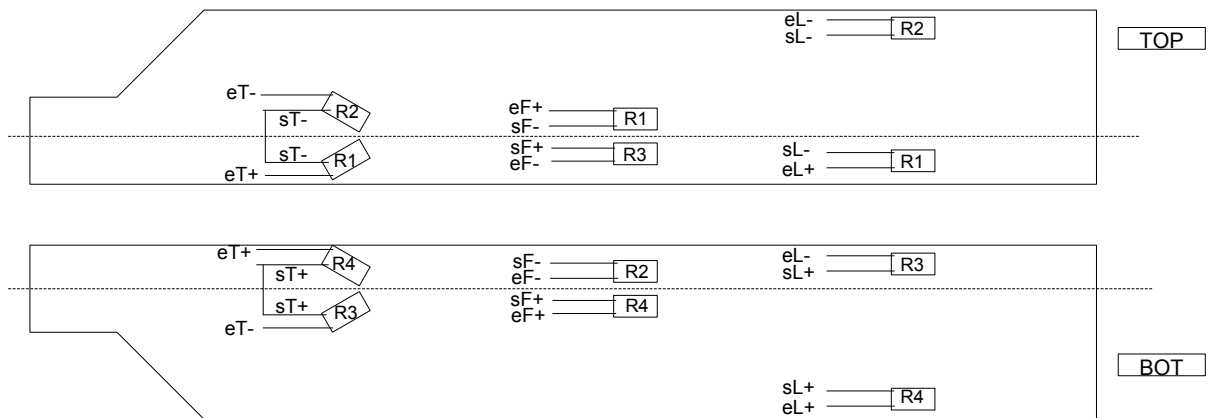 eL-
sL-
R2
TOP
eT-
R2
sT-
eF+
sF-
R1
sT-
R1
eT+
sF+
eF-
R3
sL-
eL+
R1
eT+
R4
sT+
sF-
eF-
R2
eL-
sL+
R3
sT+
R3
eT-
sF+
eF+
R4
BOT
sL+
eL+
R4